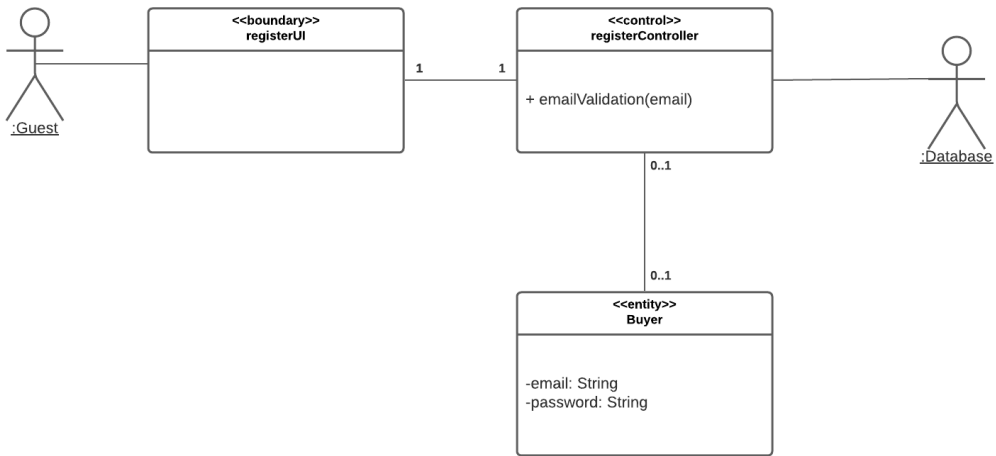 <<boundary>>
registerUI
<<control>>
registerController
1
1
+ emailValidation(email)
:Guest
:Database
0..1
0..1
<<entity>>
Buyer
-email: String
-password: String